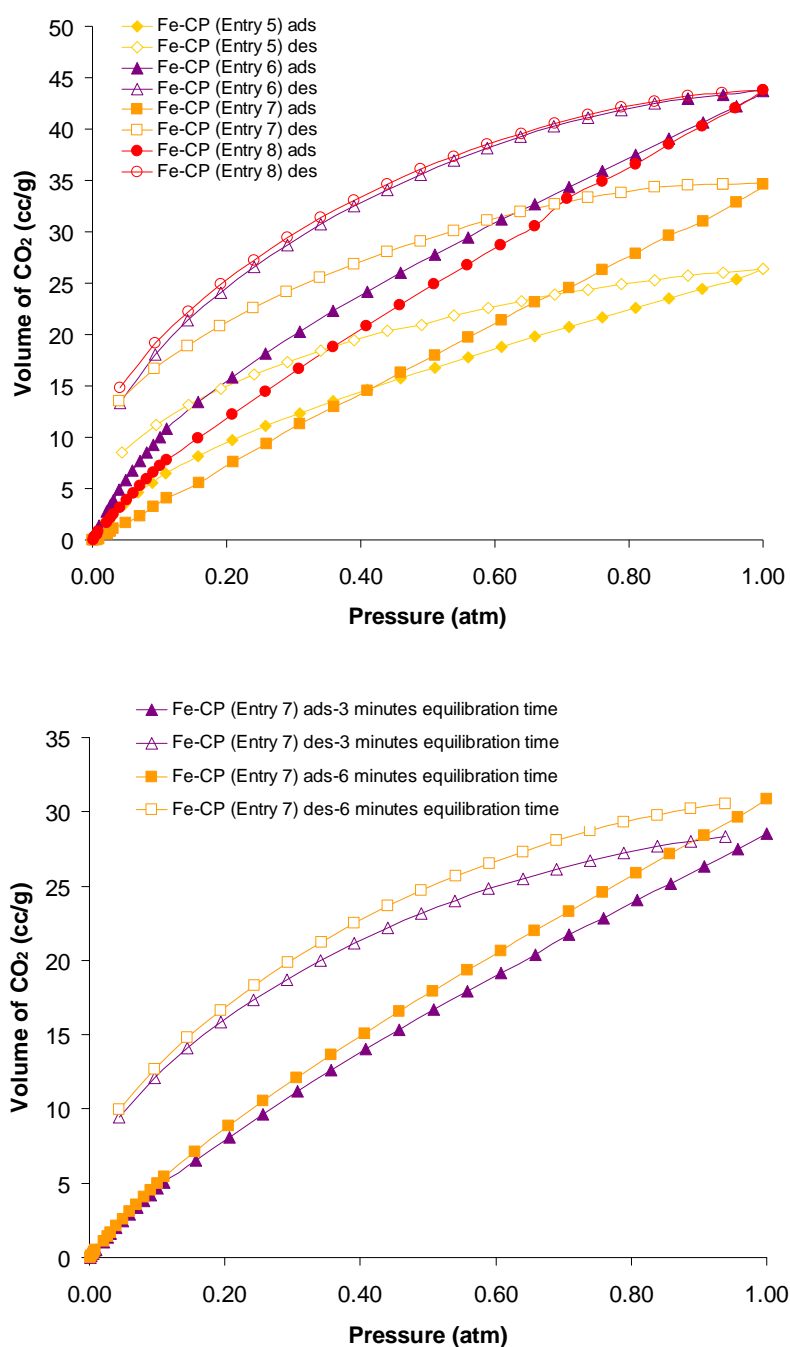 Fe-CP (Entry 5) ads
Fe-CP (Entry 5) des
Fe-CP (Entry 6) ads
Fe-CP (Entry 6) des
Fe-CP (Entry 7) ads
Fe-CP (Entry 7) des
Fe-CP (Entry 8) ads
Fe-CP (Entry 8) des
Volume of CO₂ (cc/g)
50
45
40
35
30
25
20
15
10
5
0
0.00 0.20 0.40 0.60 0.80 1.00
Pressure (atm)
Fe-CP (Entry 7) ads-3 minutes equilibration time
Fe-CP (Entry 7) des-3 minutes equilibration time
Fe-CP (Entry 7) ads-6 minutes equilibration time
Fe-CP (Entry 7) des-6 minutes equilibration time
Volume of CO₂ (cc/g)
35
30
25
20
15
10
5
0
0.00 0.20 0.40 0.60 0.80 1.00
Pressure (atm)